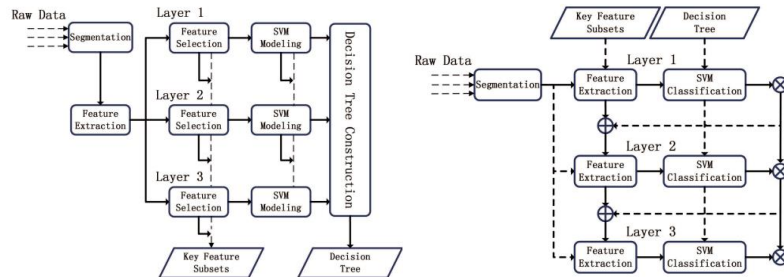 Raw Data
Segmentation
Feature
Extraction
Layer 1
Feature
Selection
SVM
Modeling
Layer 2
Feature
Selection
SVM
Modeling
Layer 3
Feature
Selection
SVM
Modeling
Decision Tree Construction
Key Feature
Subsets
Decision
Tree
Key Feature
Subsets
Decision
Tree
Raw Data
Segmentation
Layer 1
Feature
Extraction
SVM
Classification
Layer 2
Feature
Extraction
SVM
Classification
Layer 3
Feature
Extraction
SVM
Classification